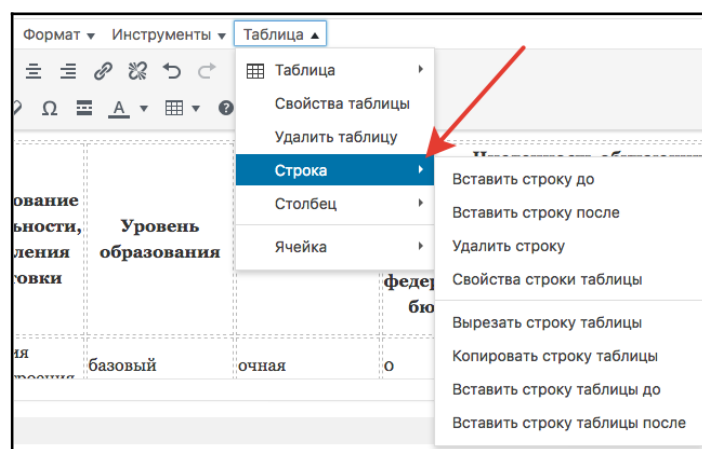 Формат Инструменты Таблица
Ω A
Таблица
Свойства таблицы
Удалить таблицу
Строка
Столбец
Ячейка
Вставить строку до
Вставить строку после
Удалить строку
Свойства строки таблицы
Вырезать строку таблицы
Копировать строку таблицы
Вставить строку таблицы до
Вставить строку таблицы после
Уровень
образования
базовый
очная
0